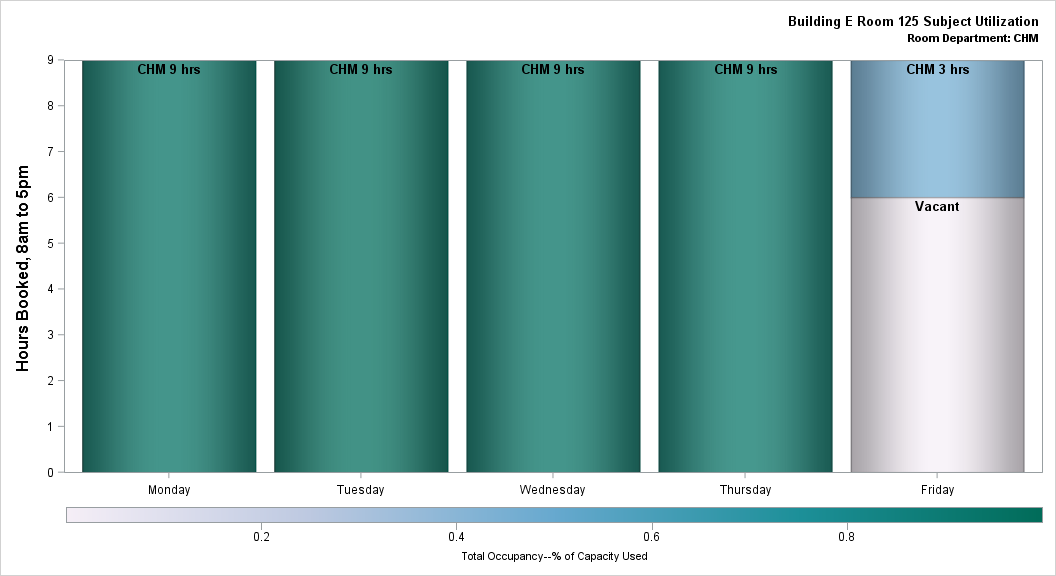 Building E Room 125 Subject Utilization
Room Department: CHM
Hours Booked, 8am to 5pm
9
8
7
6
5
4
3
2
1
0
CHM 9 hrs
CHM 9 hrs
CHM 9 hrs
CHM 9 hrs
CHM 3 hrs
Vacant
Monday
Tuesday
Wednesday
Thursday
Friday
0.2
0.4
0.6
0.8
Total Occupancy--% of Capacity Used